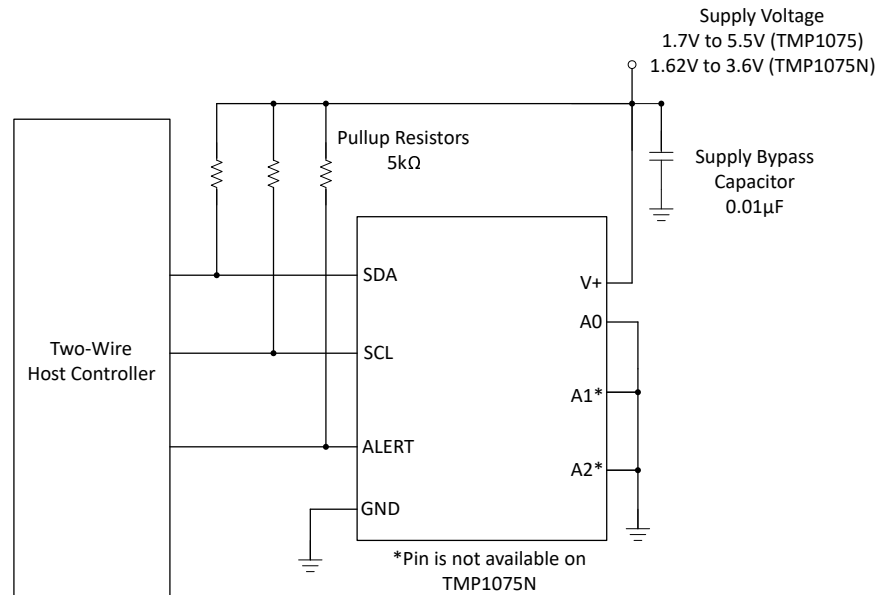 Supply Voltage
1.7V to 5.5V (TMP1075)
1.62V to 3.6V (TMP1075N)
Pullup Resistors
5kΩ
Supply Bypass
Capacitor
0.01µF
Two-Wire
Host Controller
SDA
SCL
ALERT
GND
V+
A0
A1*
A2*
*Pin is not available on
TMP1075N